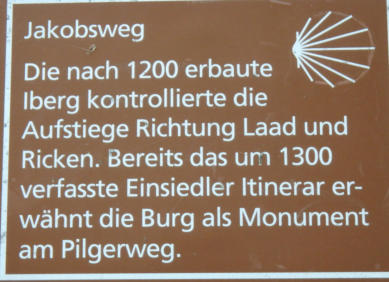 Jakobsweg
Die nach 1200 erbaute
Iberg kontrollierte die
Aufstiege Richtung Laad und
Ricken. Bereits das um 1300
verfasste Einsiedler Itinerar er-
wähnt die Burg als Monument
am Pilgerweg.